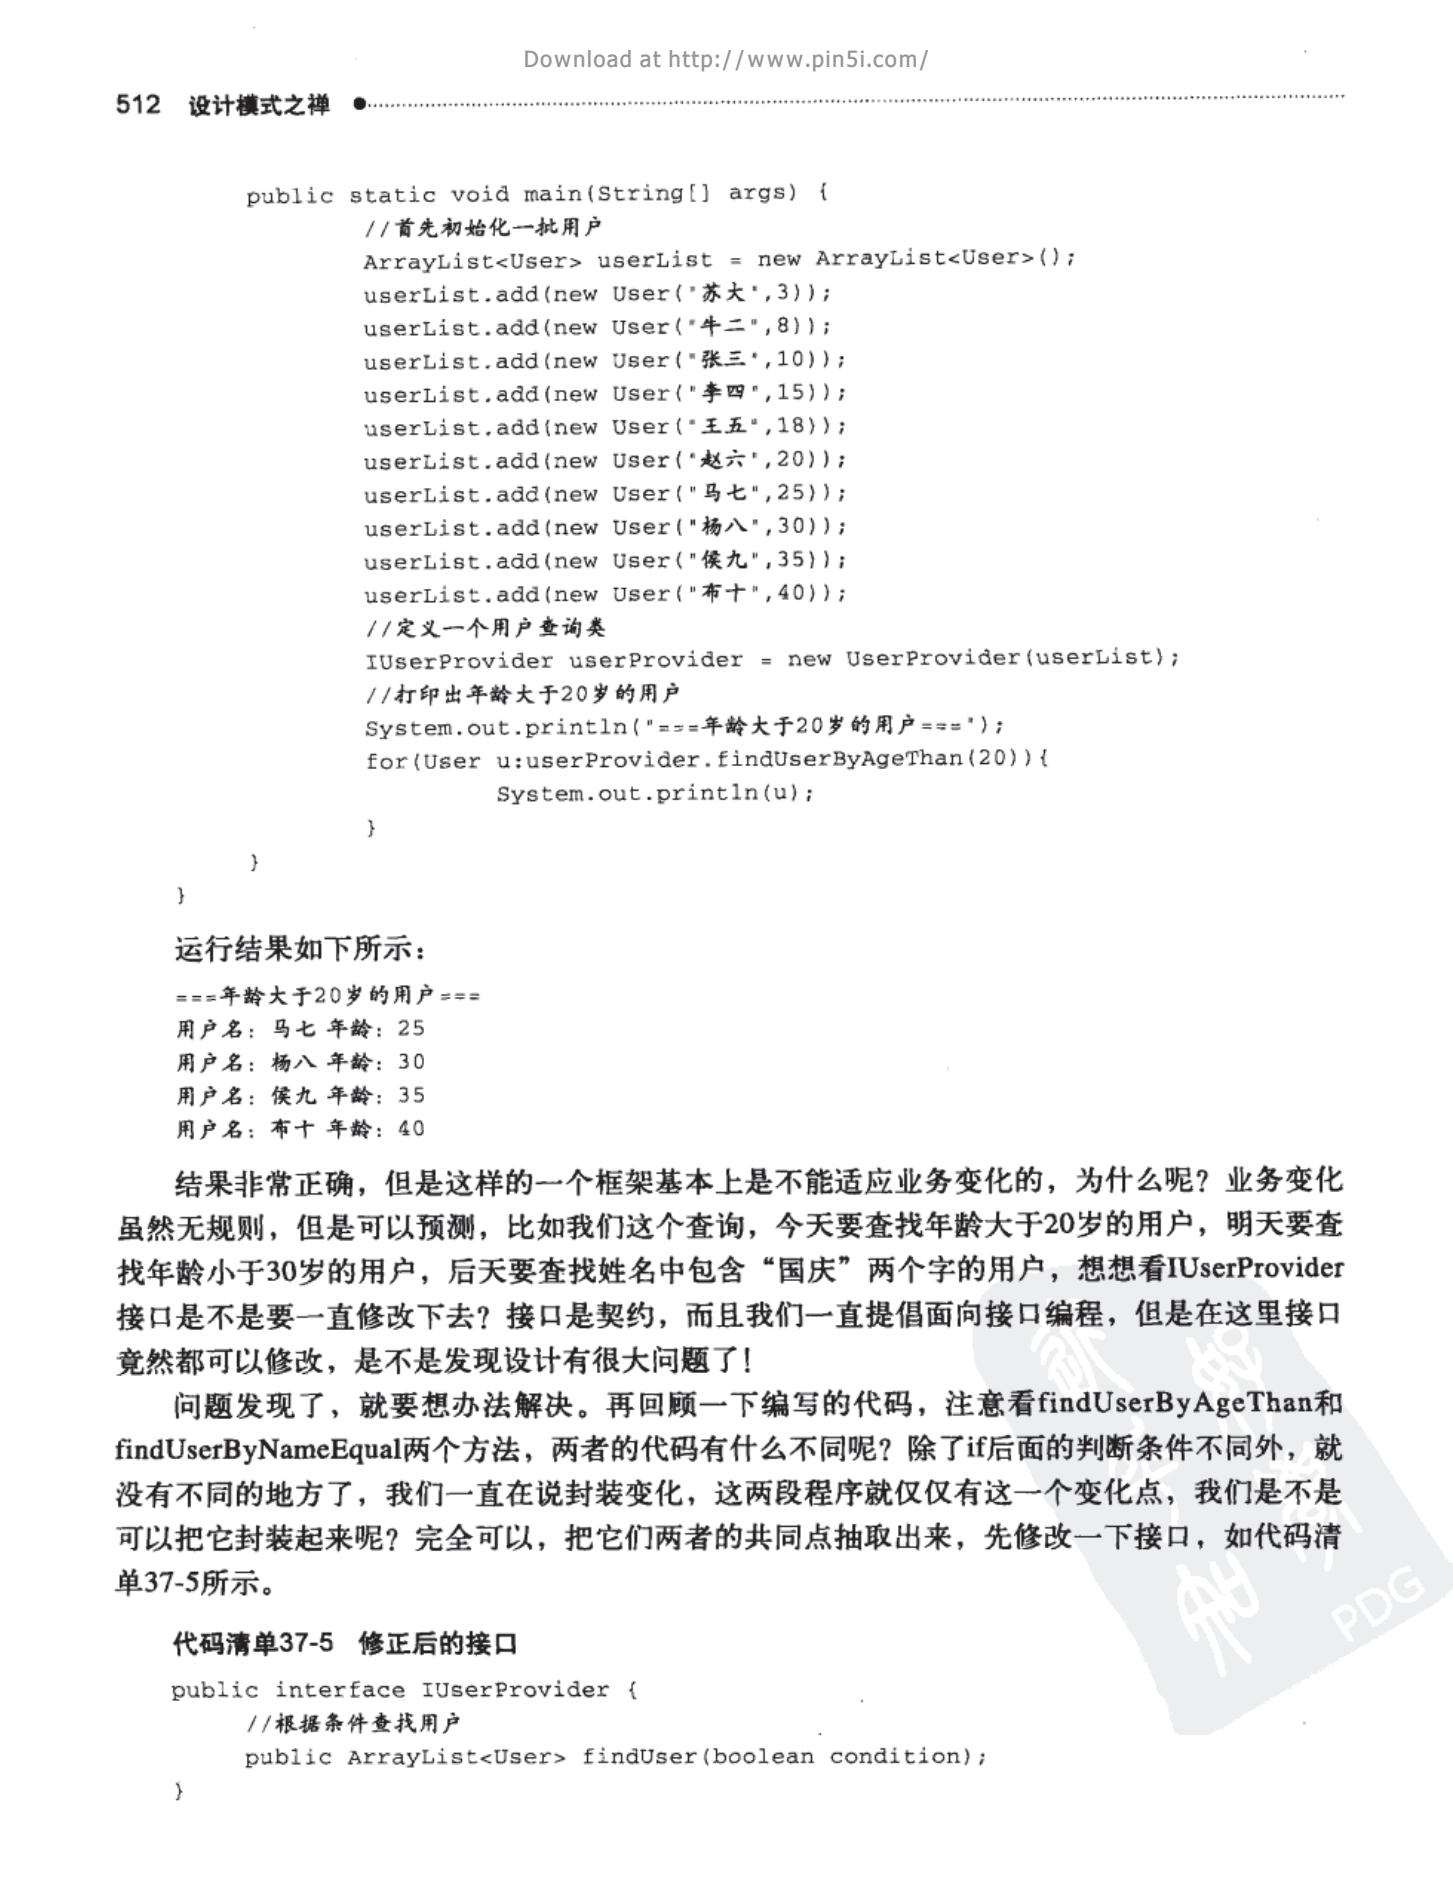 Download at http://www.pin5i.com/
512 设计模式之禅
public static void main(String[] args) {
//首先初始化一批用户
ArrayList<User> userList = new ArrayList<User>();
userList.add(new User("苏大",3));
userList.add(new User("牛二",8));
userList.add(new User("张三",10));
userList.add(new User("李四",15));
userList.add(new User("王五",18));
userList.add(new User("赵六",20));
userList.add(new User("马七",25));
userList.add(new User("杨八",30));
userList.add(new User("侯九",35));
userList.add(new User("布十",40));
//定义一个用户查询类
IUserProvider userProvider = new UserProvider(userList);
//打印出年龄大于20岁的用户
System.out.println("===年龄大于20岁的用户===");
for(User u:userProvider.findUserByAgeThan(20)){
System.out.println(u);
}
}
}
运行结果如下所示：
===年龄大于20岁的用户===
用户名：马七 年龄：25
用户名：杨八 年龄：30
用户名：侯九 年龄：35
用户名：布十 年龄：40
结果非常正确，但是这样的一个框架基本上是不能适应业务变化的，为什么呢？业务变化
虽然无规则，但是可以预测，比如我们这个查询，今天要查找年龄大于20岁的用户，明天要查
找年龄小于30岁的用户，后天要查找姓名中包含“国庆”两个字的用户，想想看IUserProvider
接口是不是要一直修改下去？接口是契约，而且我们一直提倡面向接口编程，但是在这里接口
竟然都可以修改，是不是发现设计有很大问题了！
问题发现了，就要想办法解决。再回顾一下编写的代码，注意看findUserByAgeThan和
findUserByNameEqual两个方法，两者的代码有什么不同呢？除了if后面的判断条件不同外，就
没有不同的地方了，我们一直在说封装变化，这两段程序就仅仅有这一个变化点，我们是不是
可以把它封装起来呢？完全可以，把它们两者的共同点抽取出来，先修改一下接口，如代码清
单37-5所示。
代码清单37-5 修正后的接口
public interface IUserProvider {
//根据条件查找用户
public ArrayList<User> findUser(boolean condition);
}
PDG